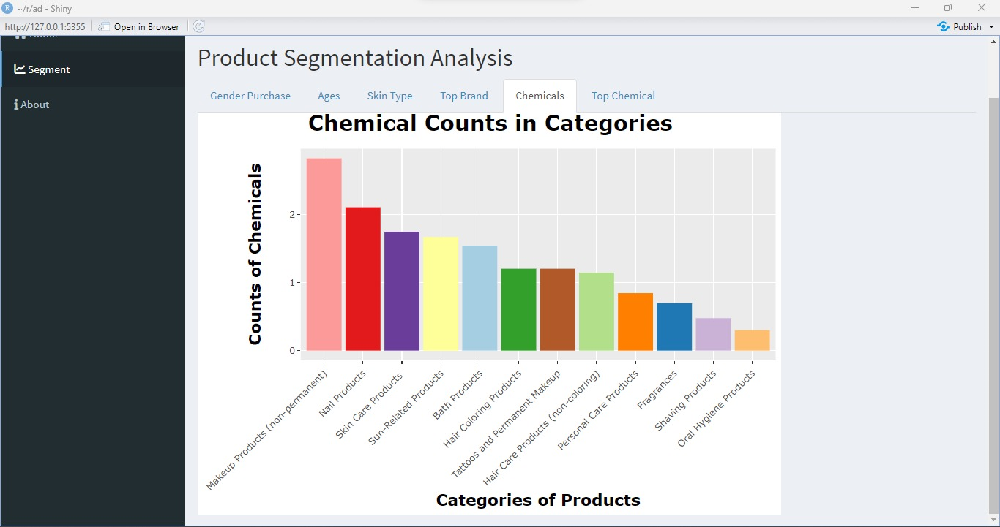 ~/r/ad - Shiny
http://127.0.0.1:5355 Open in Browser Publish
Home
Segment
About
Product Segmentation Analysis
Gender Purchase Ages Skin Type Top Brand Chemicals Top Chemical
Chemical Counts in Categories
Counts of Chemicals
2
1
0
Makeup Products (non-permanent)
Nail Products
Skin Care Products
Sun-Related Products
Bath Products
Hair Coloring Products
Tattoos and Permanent Makeup
Hair Care Products (non-coloring)
Personal Care Products
Fragrances
Shaving Products
Oral Hygiene Products
Categories of Products